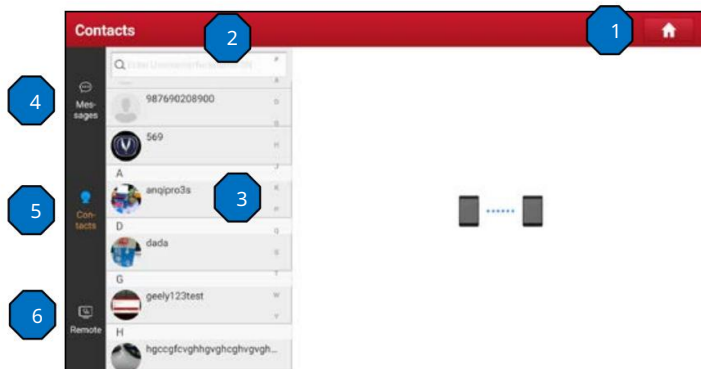 Contacts
1
2
4
Mes-
sages
987690208900
569
A
anqipro3s
3
5
Con-
tacts
D
dada
G
geely123test
6
Remote
H
hgccgfcvghhgvghcghvgvgh...